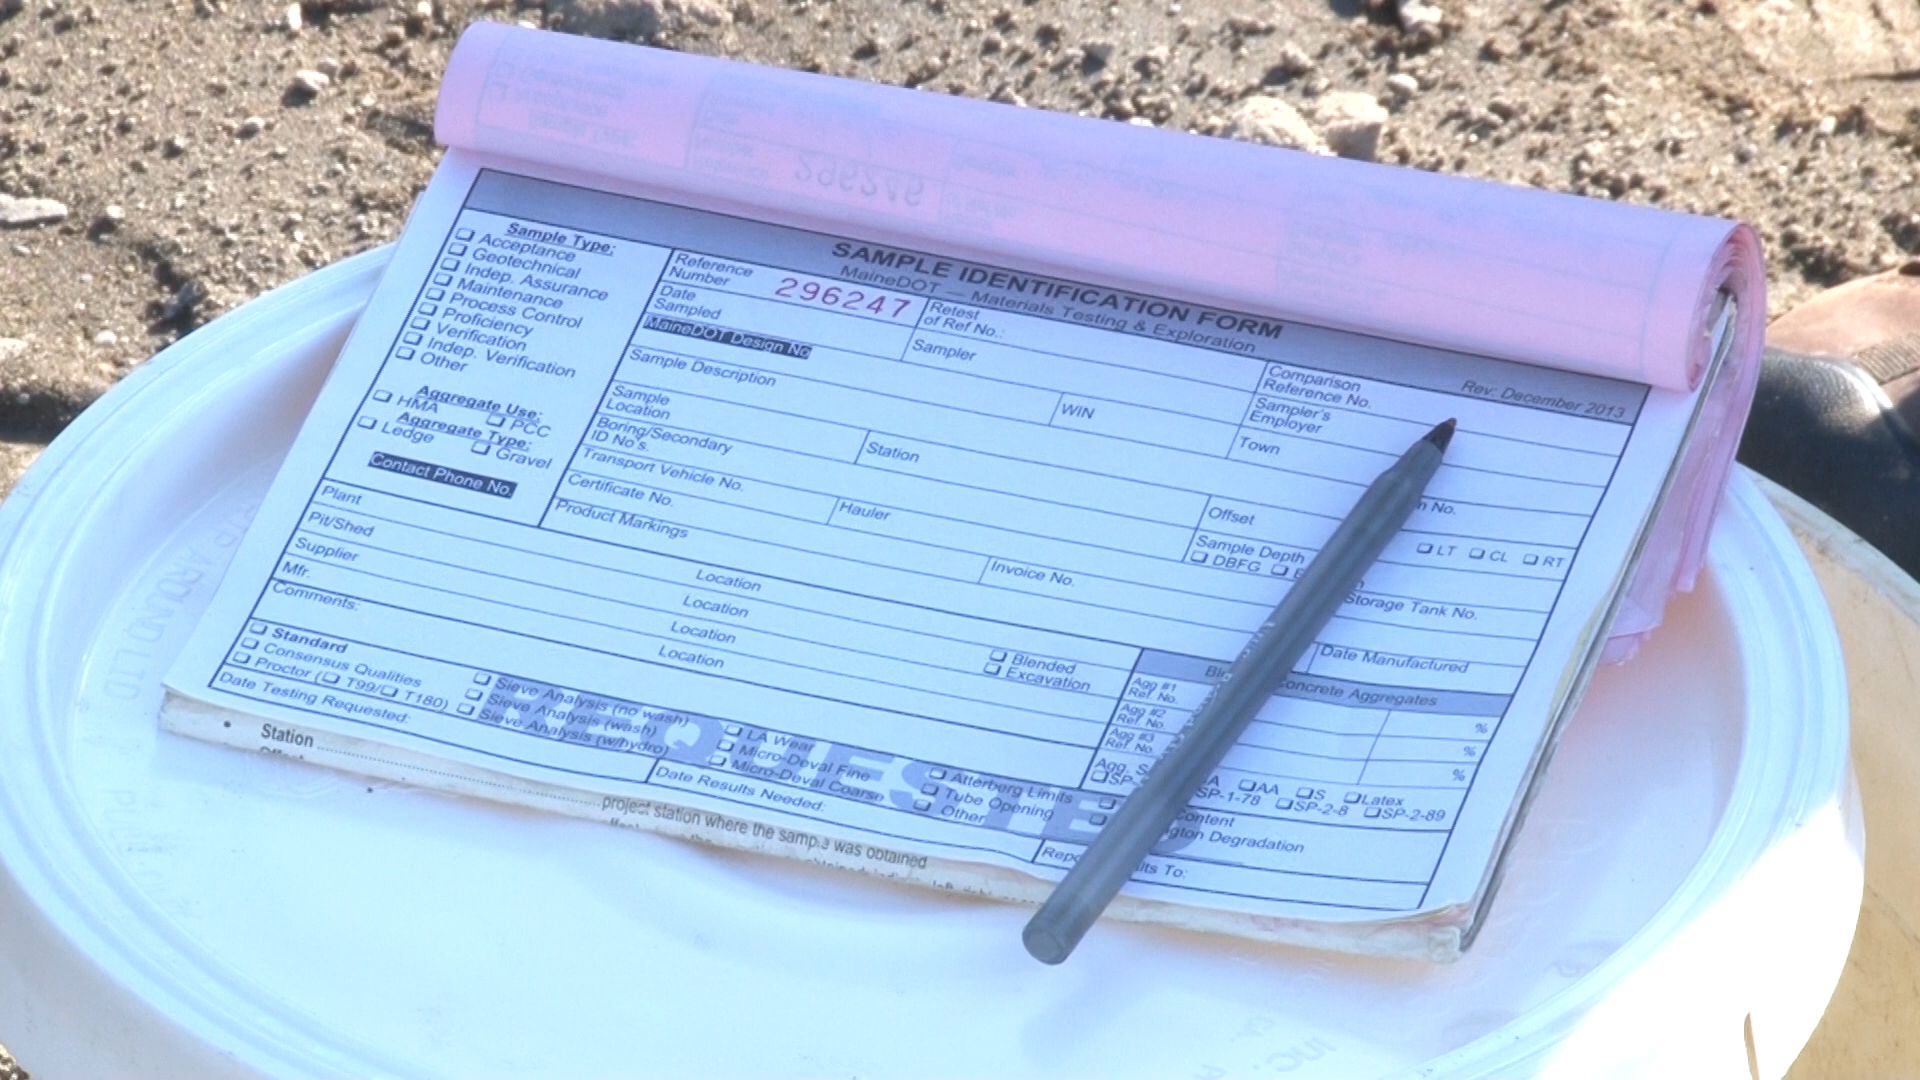 296246
SAMPLE IDENTIFICATION FORM
MaineDOT — Materials Testing & Exploration
Rev. December 2013
Sample Type:
Acceptance
Geotechnical
Indep. Assurance
Maintenance
Process Control
Proficiency
Verification
Indep. Verification
Other
Aggregate Use:
HMA PCC
Aggregate Type:
Ledge Gravel
Contact Phone No.
Reference
Number 296247
Retest
of Ref No.:
Comparison
Reference No.
Date
Sampled
Sampler
Sampler's
Employer
MaineDOT Design No
Sample Description
WIN
Town
Sample
Location
Station
Offset
LT CL RT
Boring/Secondary
ID No's.
Sample Depth
DBFG
Transport Vehicle No.
Hauler
Certificate No.
Invoice No.
Storage Tank No.
Product Markings
Date Manufactured
Plant Location
Pit/Shed Location
Supplier Location
Mfr. Location
Comments:
Blended
Excavation
Concrete Aggregates
Agg #1
Ref. No. %
Agg #2
Ref. No. %
Agg #3
Ref. No. %
AA S Latex
SP-1-78 SP-2-8 SP-2-89
Standard
Consensus Qualities
Proctor ( T99/ T180)
Sieve Analysis (no wash)
Sieve Analysis (wash)
Sieve Analysis (w/hydro)
LA Wear
Micro-Deval Fine
Micro-Deval Coarse
Atterberg Limits
Tube Opening
Other
Degradation
Date Testing Requested:
Date Results Needed:
To:
Station
project station where the sample was obtained